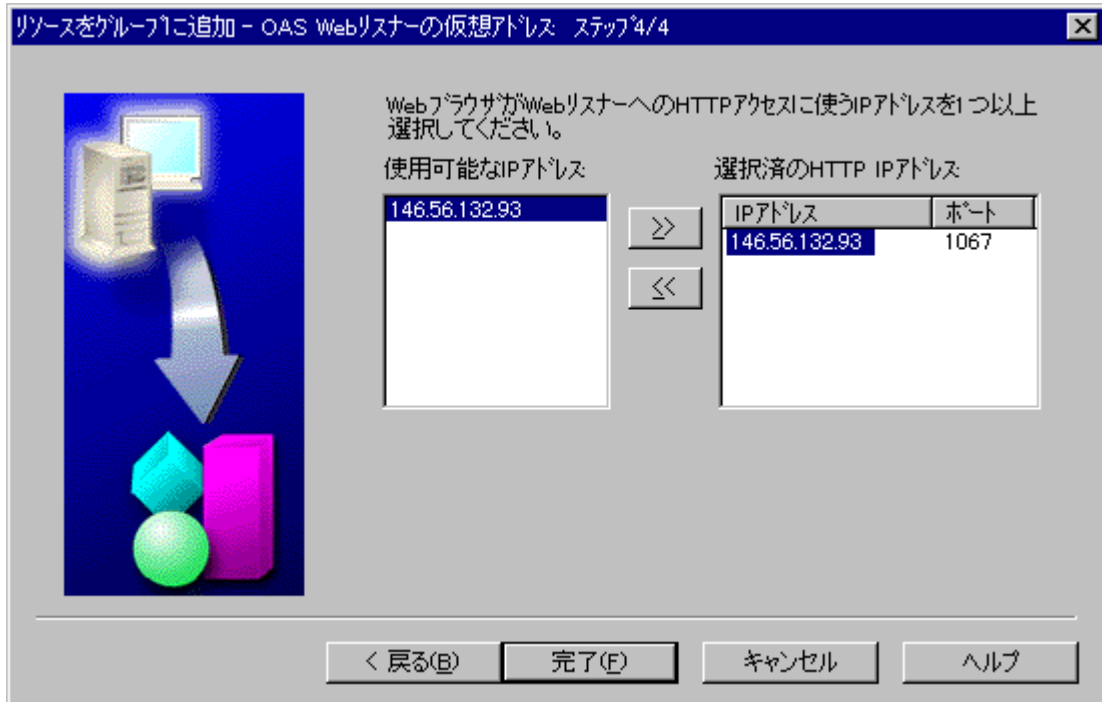 リソースをグループに追加 - OAS Webリスナーの仮想アドレス: ステップ4/4
WebブラウザがWebリスナーへのHTTPアクセスに使うIPアドレスを1つ以上
選択してください。
使用可能なIPアドレス:
選択済のHTTP IPアドレス:
146.56.132.93
>>
<<
IPアドレス ポート
146.56.132.93 1067
< 戻る(B) 完了(F) キャンセル ヘルプ